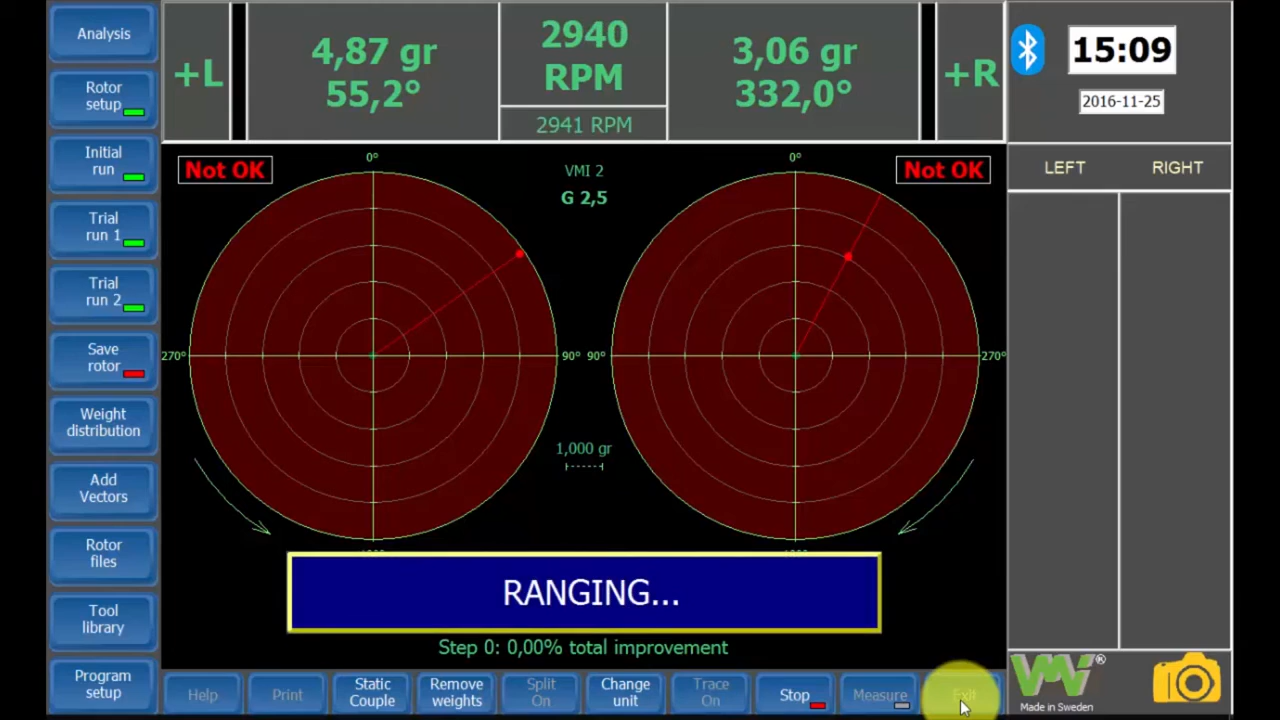 Analysis
Rotor
setup
Initial
run
Trial
run 1
Trial
run 2
Save
rotor
Weight
distribution
Add
Vectors
Rotor
files
Tool
library
Program
setup
+L
4,87 gr
55,2°
2940
RPM
2941 RPM
3,06 gr
332,0°
+R
15:09
2016-11-25
LEFT
RIGHT
Not OK
0°
VMI 2
G 2,5
0°
Not OK
270°
90°
90°
270°
1,000 gr
RANGING...
Step 0: 0,00% total improvement
Help
Print
Static
Couple
Remove
weights
Split
On
Change
unit
Trace
On
Stop
Measure
Exit
VMI®
Made in Sweden